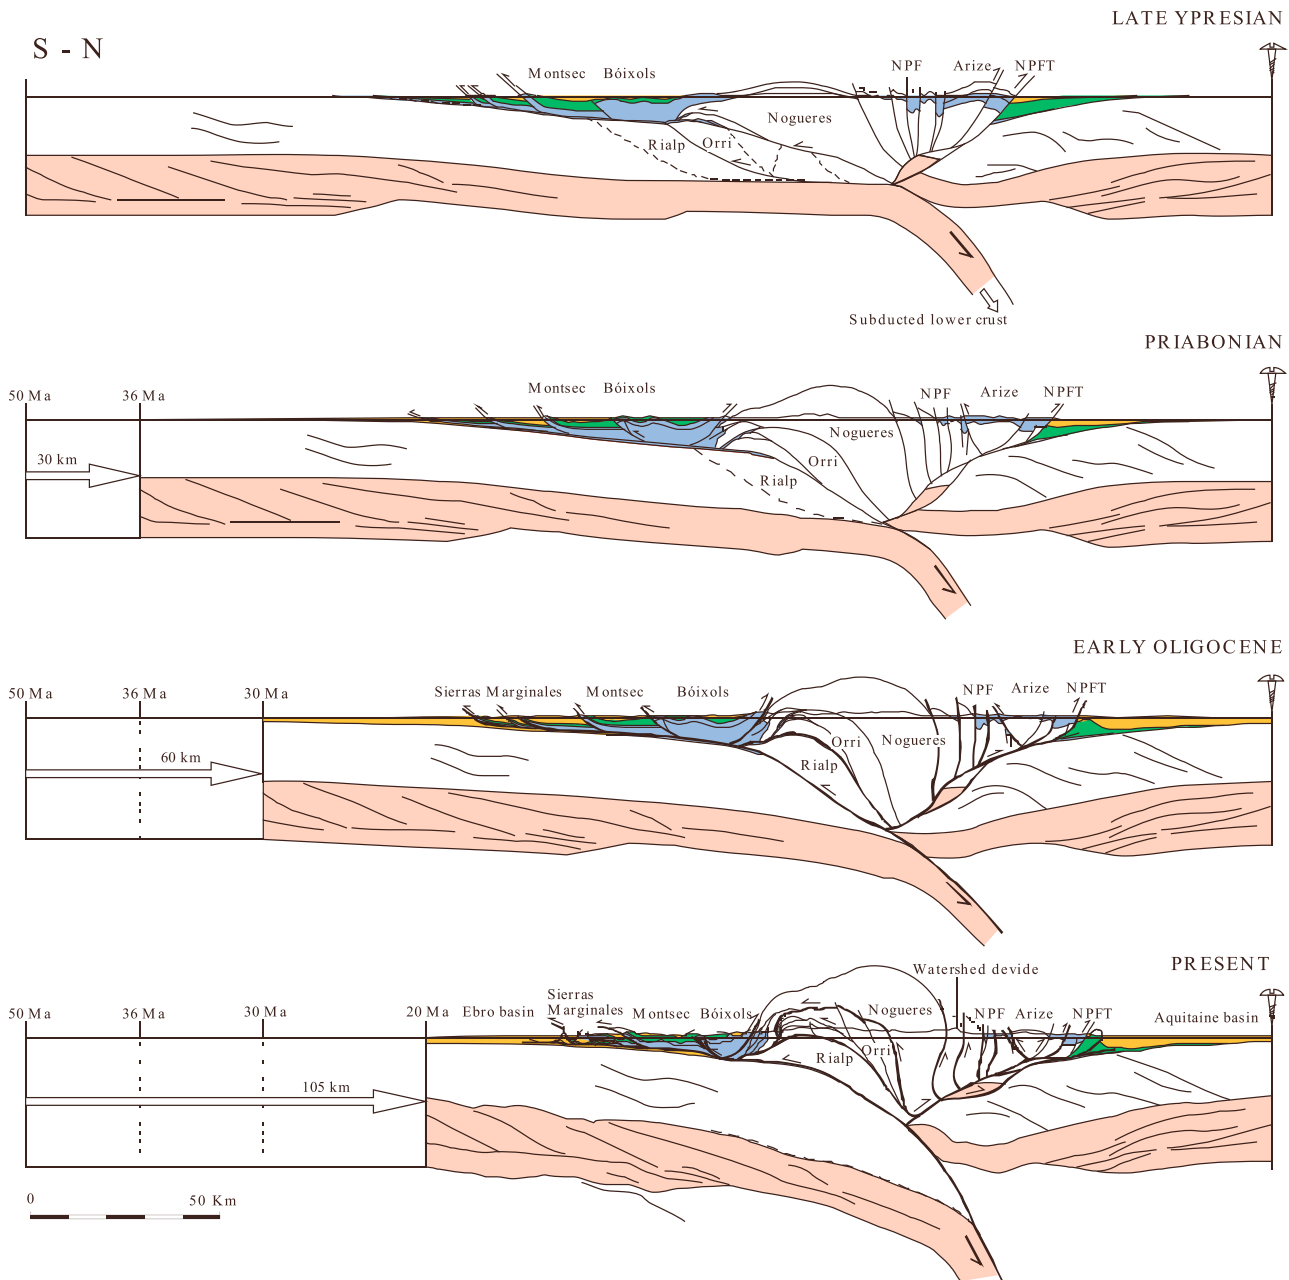 LATE YPRESIAN
S - N
Montsec Bóixols NPF Arize NPFT
Nogueres
Rialp Orri
Subducted lower crust
PRIABONIAN
50 Ma 36 Ma Montsec Bóixols NPF Arize NPFT
Nogueres
30 km Orri
Rialp
EARLY OLIGOCENE
50 Ma 36 Ma 30 Ma Sierras Marginales Montsec Bóixols NPF Arize NPFT
Orri Nogueres
60 km Rialp
PRESENT
Watershed devide
50 Ma 36 Ma 30 Ma 20 Ma Ebro basin Sierras
Marginales Montsec Bóixols Nogueres NPF Arize NPFT Aquitaine basin
Rialp Orri
105 km
0 50 Km